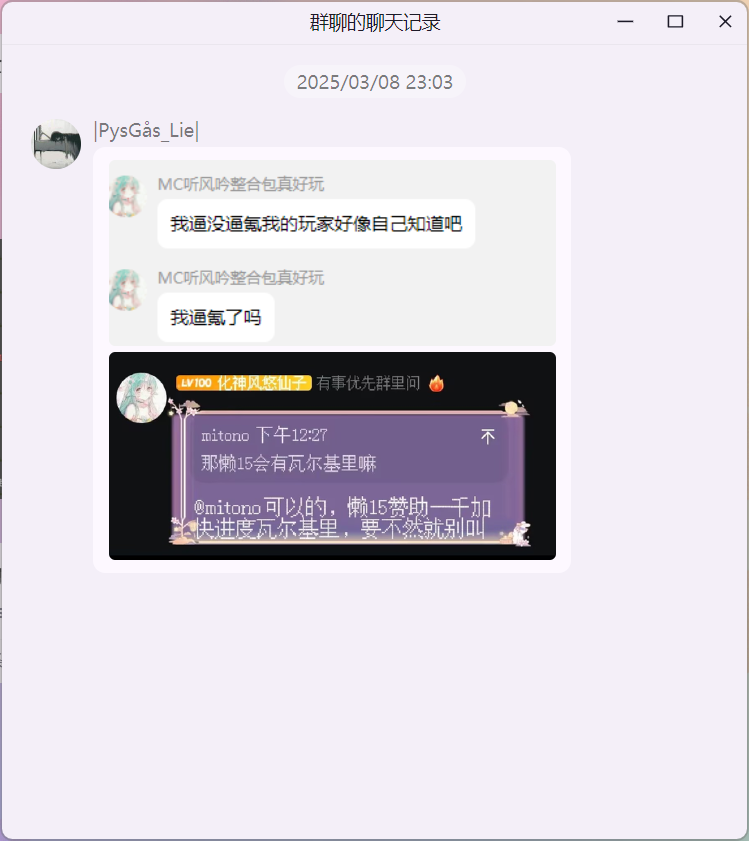 群聊的聊天记录
2025/03/08 23:03
|PysGås_Lie|
MC听风吟整合包真好玩
我逼没逼氪我的玩家好像自己知道吧
MC听风吟整合包真好玩
我逼氪了吗
LV100 化神风悠仙子 有事优先群里问 🔥
mitono 下午12:27
那懒15会有瓦尔基里嘛
@mitono 可以的，懒15赞助一千加
快进度瓦尔基里，要不然就别叫